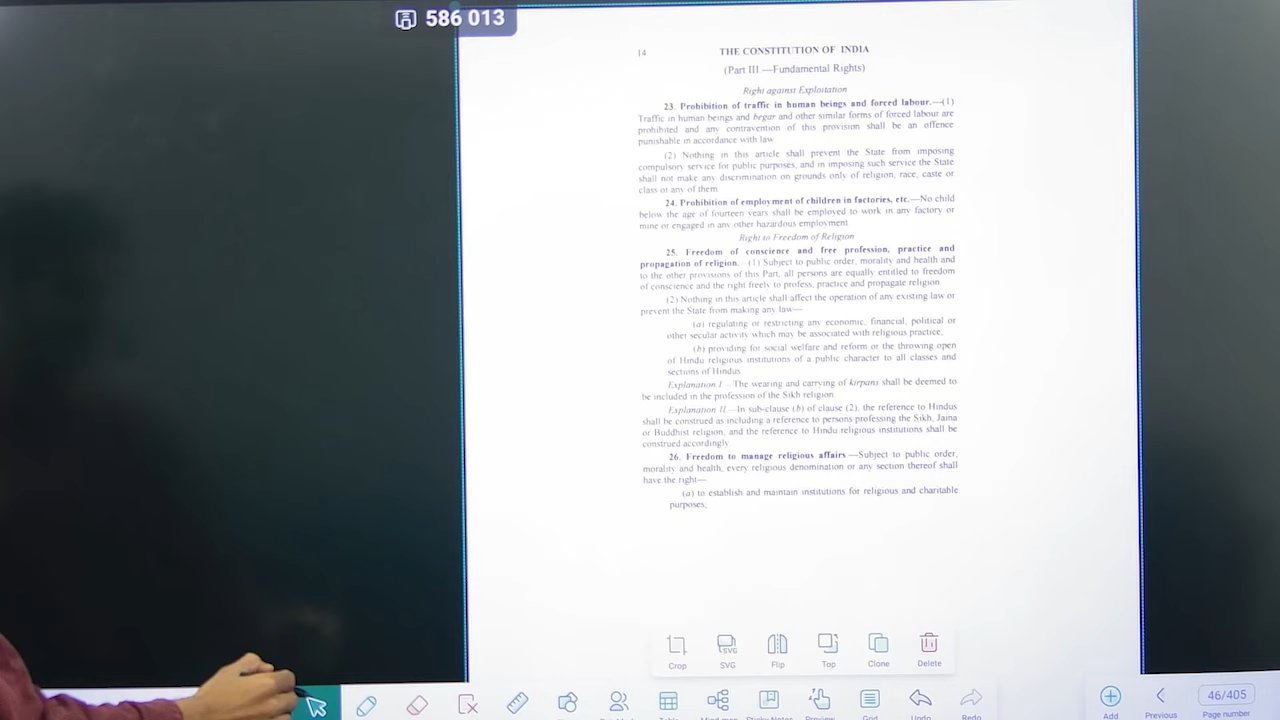 586 013
14 THE CONSTITUTION OF INDIA
(Part III —Fundamental Rights)
Right against Exploitation
23. Prohibition of traffic in human beings and forced labour.—(1)
Traffic in human beings and begar and other similar forms of forced labour are
prohibited and any contravention of this provision shall be an offence
punishable in accordance with law
(2) Nothing in this article shall prevent the State from imposing
compulsory service for public purposes, and in imposing such service the State
shall not make any discrimination on grounds only of religion, race, caste or
class or any of them
24. Prohibition of employment of children in factories, etc.—No child
below the age of fourteen years shall be employed to work in any factory or
mine or engaged in any other hazardous employment
Right to Freedom of Religion
25. Freedom of conscience and free profession, practice and
propagation of religion. (1) Subject to public order, morality and health and
to the other provisions of this Part, all persons are equally entitled to freedom
of conscience and the right freely to profess, practice and propagate religion
(2) Nothing in this article shall affect the operation of any existing law or
prevent the State from making any law—
(a) regulating or restricting any economic, financial, political or
other secular activity which may be associated with religious practice,
(b) providing for social welfare and reform or the throwing open
of Hindu religious institutions of a public character to all classes and
sections of Hindus
Explanation I—The wearing and carrying of kirpans shall be deemed to
be included in the profession of the Sikh religion
Explanation II—In sub-clause (b) of clause (2), the reference to Hindus
shall be construed as including a reference to persons professing the Sikh, Jaina
or Buddhist religion, and the reference to Hindu religious institutions shall be
construed accordingly
26. Freedom to manage religious affairs—Subject to public order,
morality and health, every religious denomination or any section thereof shall
have the right—
(a) to establish and maintain institutions for religious and charitable
purposes,
Crop SVG Flip Top Clone Delete
SVG
46/405
Grid Undo Redo Add Previous Page number